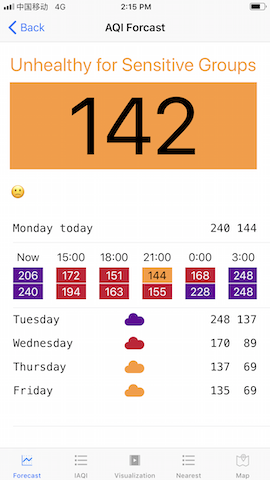 中国移动 4G 2:15 PM
Back AQI Forcast
Unhealthy for Sensitive Groups
142
Monday today 240 144
Now 15:00 18:00 21:00 0:00 3:00
206 172 151 144 168 248
240 194 163 155 228 248
Tuesday 248 137
Wednesday 170 89
Thursday 137 69
Friday 135 69
Forecast IAQI Visualization Nearest Map